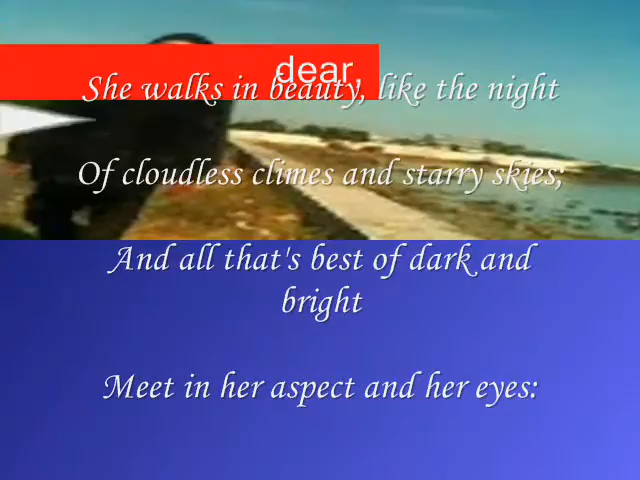 dear,
She walks in beauty, like the night
Of cloudless climes and starry skies;
And all that's best of dark and
bright
Meet in her aspect and her eyes: